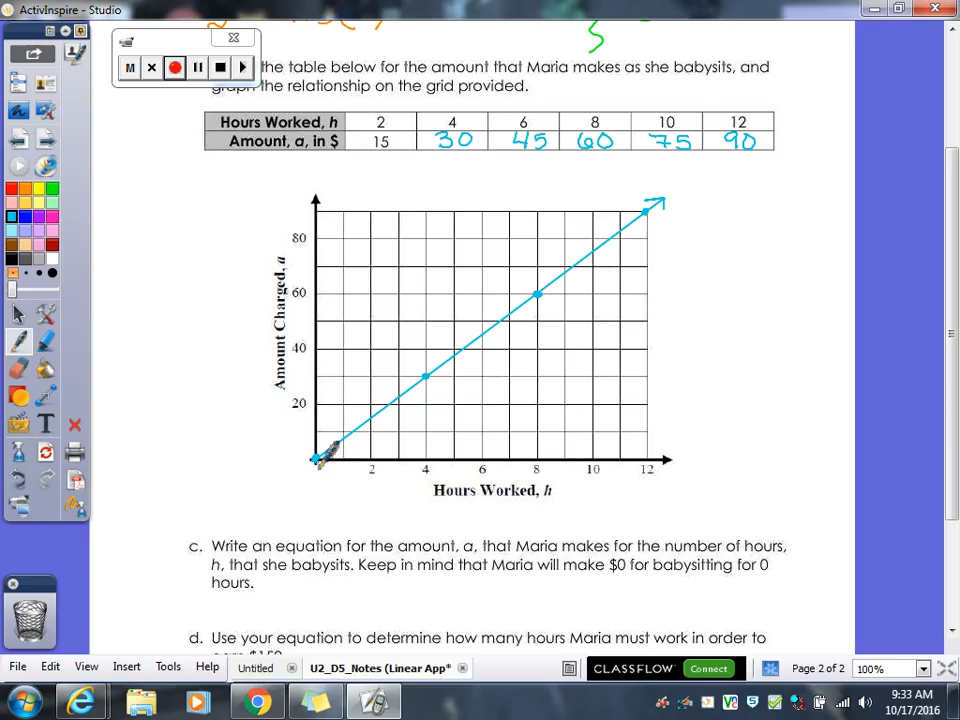 ActivInspire - Studio
M
the table below for the amount that Maria makes as she babysits, and
graph the relationship on the grid provided.
Hours Worked, h 2 4 6 8 10 12
Amount, a, in $ 15 30 45 60 75 90
80
60
40
20
Amount Charged, a
2 4 6 8 10 12
Hours Worked, h
c. Write an equation for the amount, a, that Maria makes for the number of hours,
h, that she babysits. Keep in mind that Maria will make $0 for babysitting for 0
hours.
d. Use your equation to determine how many hours Maria must work in order to
File Edit View Insert Tools Help Untitled U2_D5_Notes (Linear App* CLASSFLOW Connect Page 2 of 2 100%
9:33 AM
10/17/2016